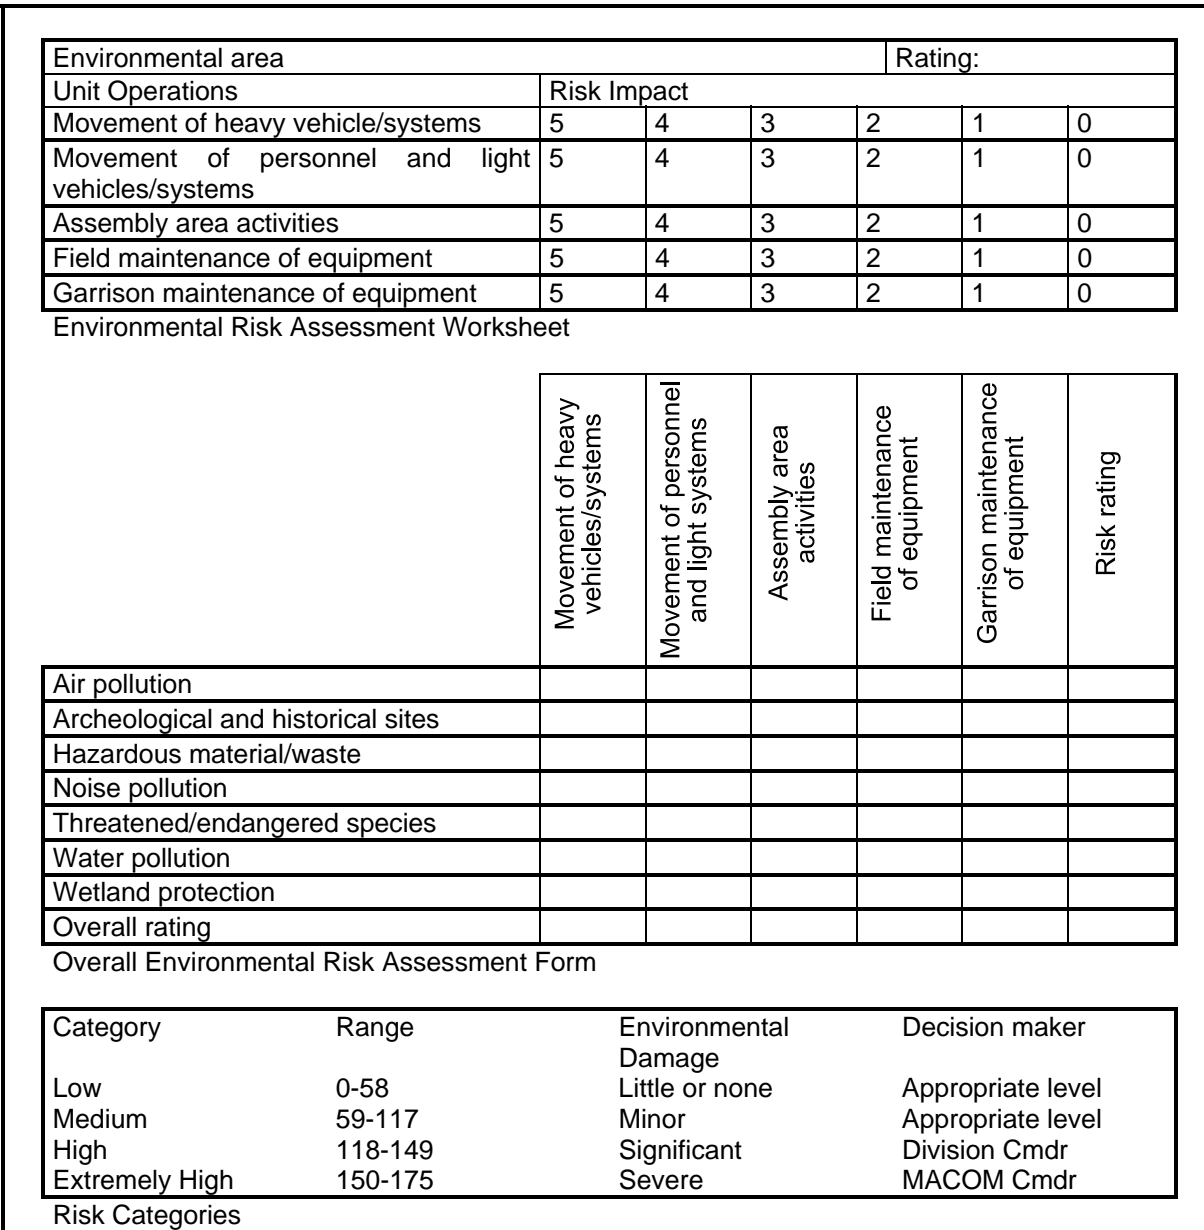 Environmental area Rating:
Unit Operations Risk Impact
Movement of heavy vehicle/systems 5 4 3 2 1 0
Movement of personnel and light 5 4 3 2 1 0
vehicles/systems
Assembly area activities 5 4 3 2 1 0
Field maintenance of equipment 5 4 3 2 1 0
Garrison maintenance of equipment 5 4 3 2 1 0
Environmental Risk Assessment Worksheet
Movement of heavy
vehicles/systems
Movement of personnel
and light systems
Assembly area
activities
Field maintenance
of equipment
Garrison maintenance
of equipment
Risk rating
Air pollution
Archeological and historical sites
Hazardous material/waste
Noise pollution
Threatened/endangered species
Water pollution
Wetland protection
Overall rating
Overall Environmental Risk Assessment Form
Category Range Environmental Decision maker
Damage
Low 0-58 Little or none Appropriate level
Medium 59-117 Minor Appropriate level
High 118-149 Significant Division Cmdr
Extremely High 150-175 Severe MACOM Cmdr
Risk Categories